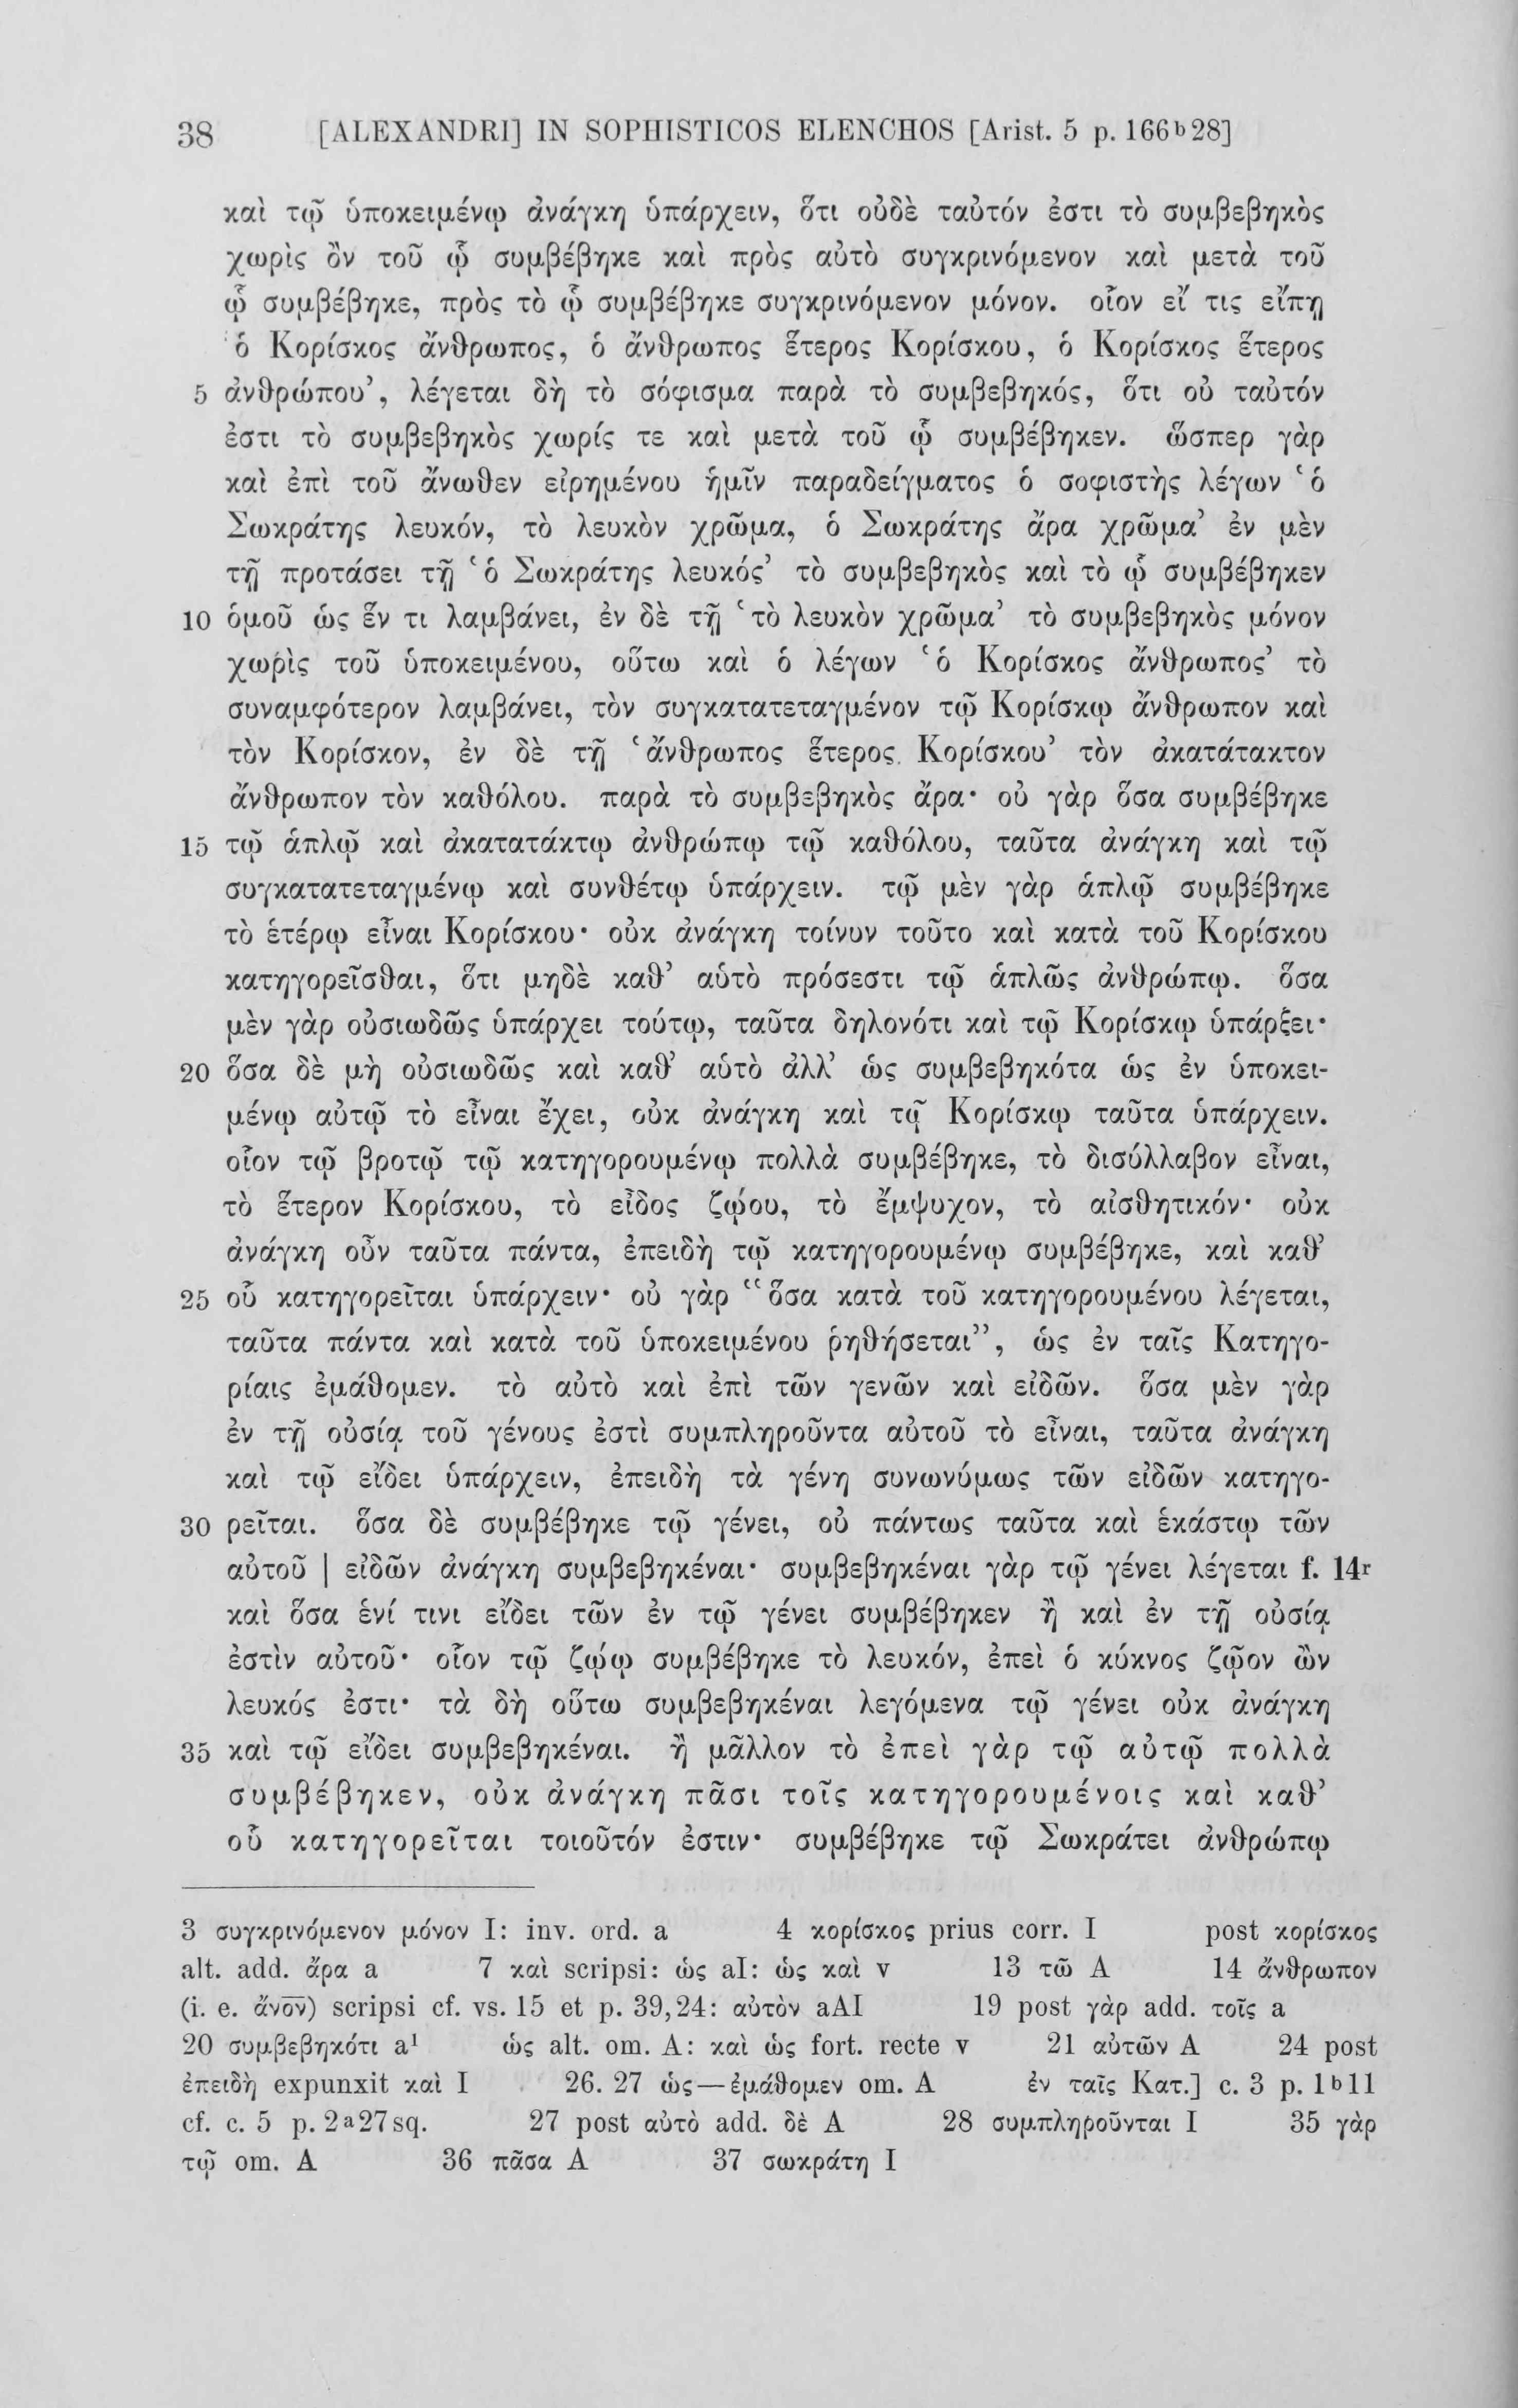 38 [ALEXANDRI] IN SOPHISTICOS ELENCHOS [Arist. 5 p. 166ᵇ28]
καὶ τῷ ὑποκειμένῳ ἀνάγκη ὑπάρχειν, ὅτι οὐδὲ ταὐτόν ἐστι τὸ συμβεβηκὸς
χωρὶς ὂν τοῦ ᾧ συμβέβηκε καὶ πρὸς αὐτὸ συγκρινόμενον καὶ μετὰ τοῦ
ᾧ συμβέβηκε, πρὸς τὸ ᾧ συμβέβηκε συγκρινόμενον μόνον. οἷον εἴ τις εἴπῃ
‘ὁ Κορίσκος ἄνθρωπος, ὁ ἄνθρωπος ἕτερος Κορίσκου, ὁ Κορίσκος ἕτερος
5 ἀνθρώπου’, λέγεται δὴ τὸ σόφισμα παρὰ τὸ συμβεβηκός, ὅτι οὐ ταὐτόν
ἐστι τὸ συμβεβηκὸς χωρίς τε καὶ μετὰ τοῦ ᾧ συμβέβηκεν. ὥσπερ γὰρ
καὶ ἐπὶ τοῦ ἄνωθεν εἰρημένου ἡμῖν παραδείγματος ὁ σοφιστὴς λέγων ‘ὁ
Σωκράτης λευκόν, τὸ λευκὸν χρῶμα, ὁ Σωκράτης ἄρα χρῶμα’ ἐν μὲν
τῇ προτάσει τῇ ‘ὁ Σωκράτης λευκός’ τὸ συμβεβηκὸς καὶ τὸ ᾧ συμβέβηκεν
10 ὁμοῦ ὡς ἕν τι λαμβάνει, ἐν δὲ τῇ ‘τὸ λευκὸν χρῶμα’ τὸ συμβεβηκὸς μόνον
χωρὶς τοῦ ὑποκειμένου, οὕτω καὶ ὁ λέγων ‘ὁ Κορίσκος ἄνθρωπος’ τὸ
συναμφότερον λαμβάνει, τὸν συγκατατεταγμένον τῷ Κορίσκῳ ἄνθρωπον καὶ
τὸν Κορίσκον, ἐν δὲ τῇ ‘ἄνθρωπος ἕτερος Κορίσκου’ τὸν ἀκατάτακτον
ἄνθρωπον τὸν καθόλου. παρὰ τὸ συμβεβηκὸς ἄρα· οὐ γὰρ ὅσα συμβέβηκε
15 τῷ ἁπλῷ καὶ ἀκατατάκτῳ ἀνθρώπῳ τῷ καθόλου, ταῦτα ἀνάγκη καὶ τῷ
συγκατατεταγμένῳ καὶ συνθέτῳ ὑπάρχειν. τῷ μὲν γὰρ ἁπλῷ συμβέβηκε
τὸ ἑτέρῳ εἶναι Κορίσκου· οὐκ ἀνάγκη τοίνυν τοῦτο καὶ κατὰ τοῦ Κορίσκου
κατηγορεῖσθαι, ὅτι μηδὲ καθ’ αὑτὸ πρόσεστι τῷ ἁπλῶς ἀνθρώπῳ. ὅσα
μὲν γὰρ οὐσιωδῶς ὑπάρχει τούτῳ, ταῦτα δηλονότι καὶ τῷ Κορίσκῳ ὑπάρξει·
20 ὅσα δὲ μὴ οὐσιωδῶς καὶ καθ’ αὑτὸ ἀλλ’ ὡς συμβεβηκότα ὡς ἐν ὑποκει-
μένῳ αὐτῷ τὸ εἶναι ἔχει, οὐκ ἀνάγκη καὶ τῷ Κορίσκῳ ταῦτα ὑπάρχειν.
οἷον τῷ βροτῷ τῷ κατηγορουμένῳ πολλὰ συμβέβηκε, τὸ δισύλλαβον εἶναι,
τὸ ἕτερον Κορίσκου, τὸ εἶδος ζῴου, τὸ ἔμψυχον, τὸ αἰσθητικόν· οὐκ
ἀνάγκη οὖν ταῦτα πάντα, ἐπειδὴ τῷ κατηγορουμένῳ συμβέβηκε, καὶ καθ’
25 οὗ κατηγορεῖται ὑπάρχειν· οὐ γὰρ “ὅσα κατὰ τοῦ κατηγορουμένου λέγεται,
ταῦτα πάντα καὶ κατὰ τοῦ ὑποκειμένου ῥηθήσεται”, ὡς ἐν ταῖς Κατηγο-
ρίαις ἐμάθομεν. τὸ αὐτὸ καὶ ἐπὶ τῶν γενῶν καὶ εἰδῶν. ὅσα μὲν γὰρ
ἐν τῇ οὐσίᾳ τοῦ γένους ἐστὶ συμπληροῦντα αὐτοῦ τὸ εἶναι, ταῦτα ἀνάγκη
καὶ τῷ εἴδει ὑπάρχειν, ἐπειδὴ τὰ γένη συνωνύμως τῶν εἰδῶν κατηγο-
30 ρεῖται. ὅσα δὲ συμβέβηκε τῷ γένει, οὐ πάντως ταῦτα καὶ ἑκάστῳ τῶν
αὐτοῦ | εἰδῶν ἀνάγκη συμβεβηκέναι· συμβεβηκέναι γὰρ τῷ γένει λέγεται f. 14ʳ
καὶ ὅσα ἑνί τινι εἴδει τῶν ἐν τῷ γένει συμβέβηκεν ἢ καὶ ἐν τῇ οὐσίᾳ
ἐστὶν αὐτοῦ· οἷον τῷ ζῴῳ συμβέβηκε τὸ λευκόν, ἐπεὶ ὁ κύκνος ζῷον ὢν
λευκός ἐστι· τὰ δὴ οὕτω συμβεβηκέναι λεγόμενα τῷ γένει οὐκ ἀνάγκη
35 καὶ τῷ εἴδει συμβεβηκέναι. ἢ μᾶλλον τὸ ἐπεὶ γὰρ τῷ αὐτῷ πολλὰ
συμβέβηκεν, οὐκ ἀνάγκη πᾶσι τοῖς κατηγορουμένοις καὶ καθ’
οὗ κατηγορεῖται τοιοῦτόν ἐστιν· συμβέβηκε τῷ Σωκράτει ἀνθρώπῳ
3 συγκρινόμενον μόνον I: inv. ord. a 4 κορίσκος prius corr. I post κορίσκος
alt. add. ἄρα a 7 καὶ scripsi: ὡς aI: ὡς καὶ v 13 τῶ A 14 ἄνθρωπον
(i. e. ἄνο̅ν̅) scripsi cf. vs. 15 et p. 39,24: αὐτὸν aAI 19 post γὰρ add. τοῖς a
20 συμβεβηκότι a¹ ὡς alt. om. A: καὶ ὡς fort. recte v 21 αὐτῶν A 24 post
ἐπειδὴ expunxit καὶ I 26. 27 ὡς—ἐμάθομεν om. A ἐν ταῖς Κατ.] c. 3 p. 1ᵇ11
cf. c. 5 p. 2ᵃ27 sq. 27 post αὐτὸ add. δὲ A 28 συμπληροῦνται I 35 γὰρ
τῷ om. A 36 πᾶσα A 37 σωκράτη I